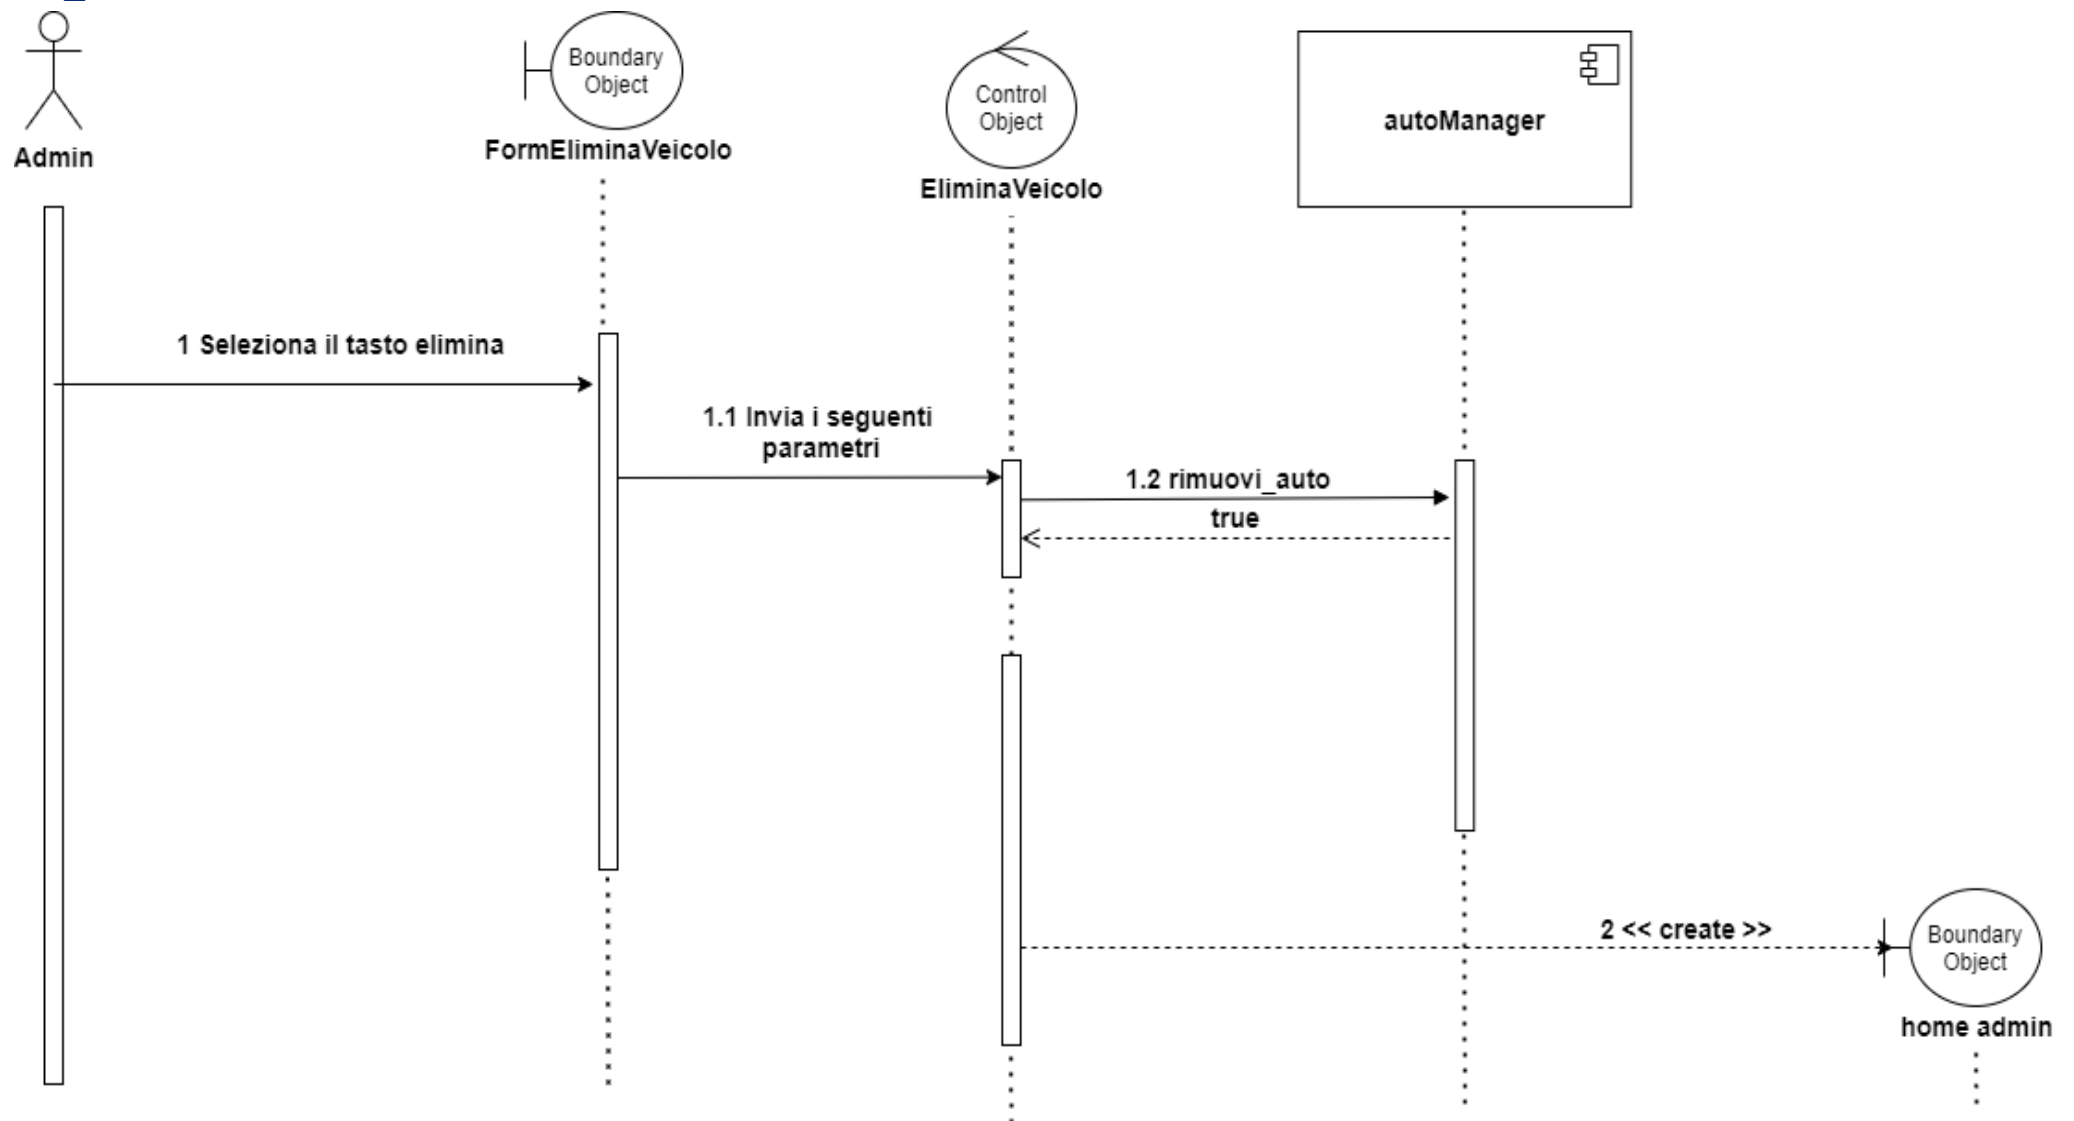 Boundary
Object
FormEliminaVeicolo
Control
Object
EliminaVeicolo
autoManager
Admin
1 Seleziona il tasto elimina
1.1 Invia i seguenti
parametri
1.2 rimuovi_auto
true
2 << create >>
Boundary
Object
home admin